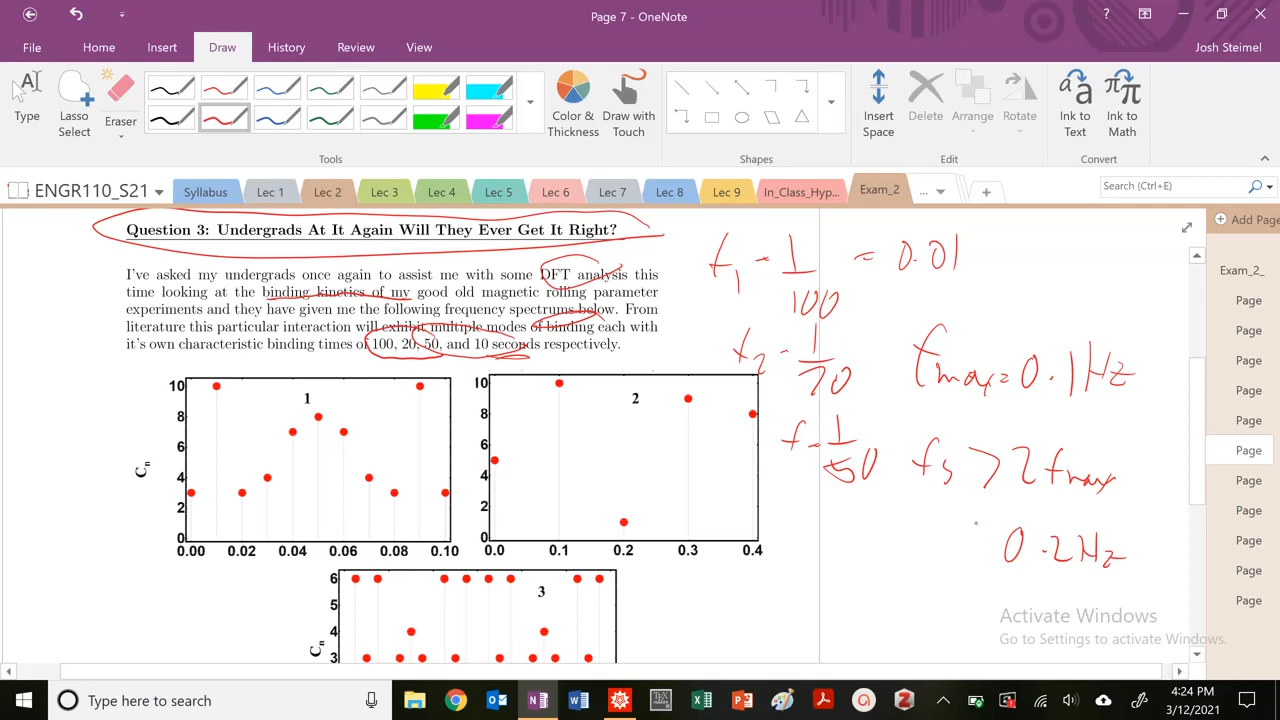 Page 7 - OneNote
File Home Insert Draw History Review View Josh Steimel
Type Lasso Select Eraser Color & Thickness Draw with Touch Insert Space Delete Arrange Rotate Ink to Text Ink to Math
Tools Shapes Edit Convert
ENGR110_S21 Syllabus Lec 1 Lec 2 Lec 3 Lec 4 Lec 5 Lec 6 Lec 7 Lec 8 Lec 9 In_Class_Hyp... Exam_2 ... Search (Ctrl+E)
Add Page
Exam_2_
Page
Page
Page
Page
Page
Page
Page
Page
Page
Page
Page
Question 3: Undergrads At It Again Will They Ever Get It Right?
I've asked my undergrads once again to assist me with some DFT analysis this
time looking at the binding kinetics of my good old magnetic rolling parameter
experiments and they have given me the following frequency spectrums below. From
literature this particular interaction will exhibit multiple modes of binding each with
it's own characteristic binding times of 100, 20, 50, and 10 seconds respectively.
f1 - 1/100 = 0.01
f2 - 1/20
fmax = 0.1 Hz
f - 1/50
fs > 2 fmax
0.2 Hz
1
10
8
6
4
2
0
Cn
0.00 0.02 0.04 0.06 0.08 0.10
2
10
8
6
4
2
0
0.0 0.1 0.2 0.3 0.4
3
6
5
4
3
Cn
Activate Windows
Go to Settings to activate Windows.
Type here to search
4:24 PM
3/12/2021